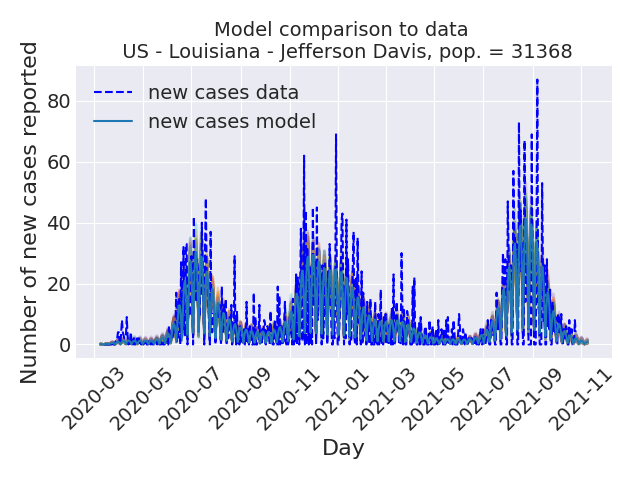 Model comparison to data
US - Louisiana - Jefferson Davis, pop. = 31368
Number of new cases reported
80
60
40
20
0
new cases data
new cases model
2020-03
2020-05
2020-07
2020-09
2020-11
2021-01
2021-03
2021-05
2021-07
2021-09
2021-11
Day